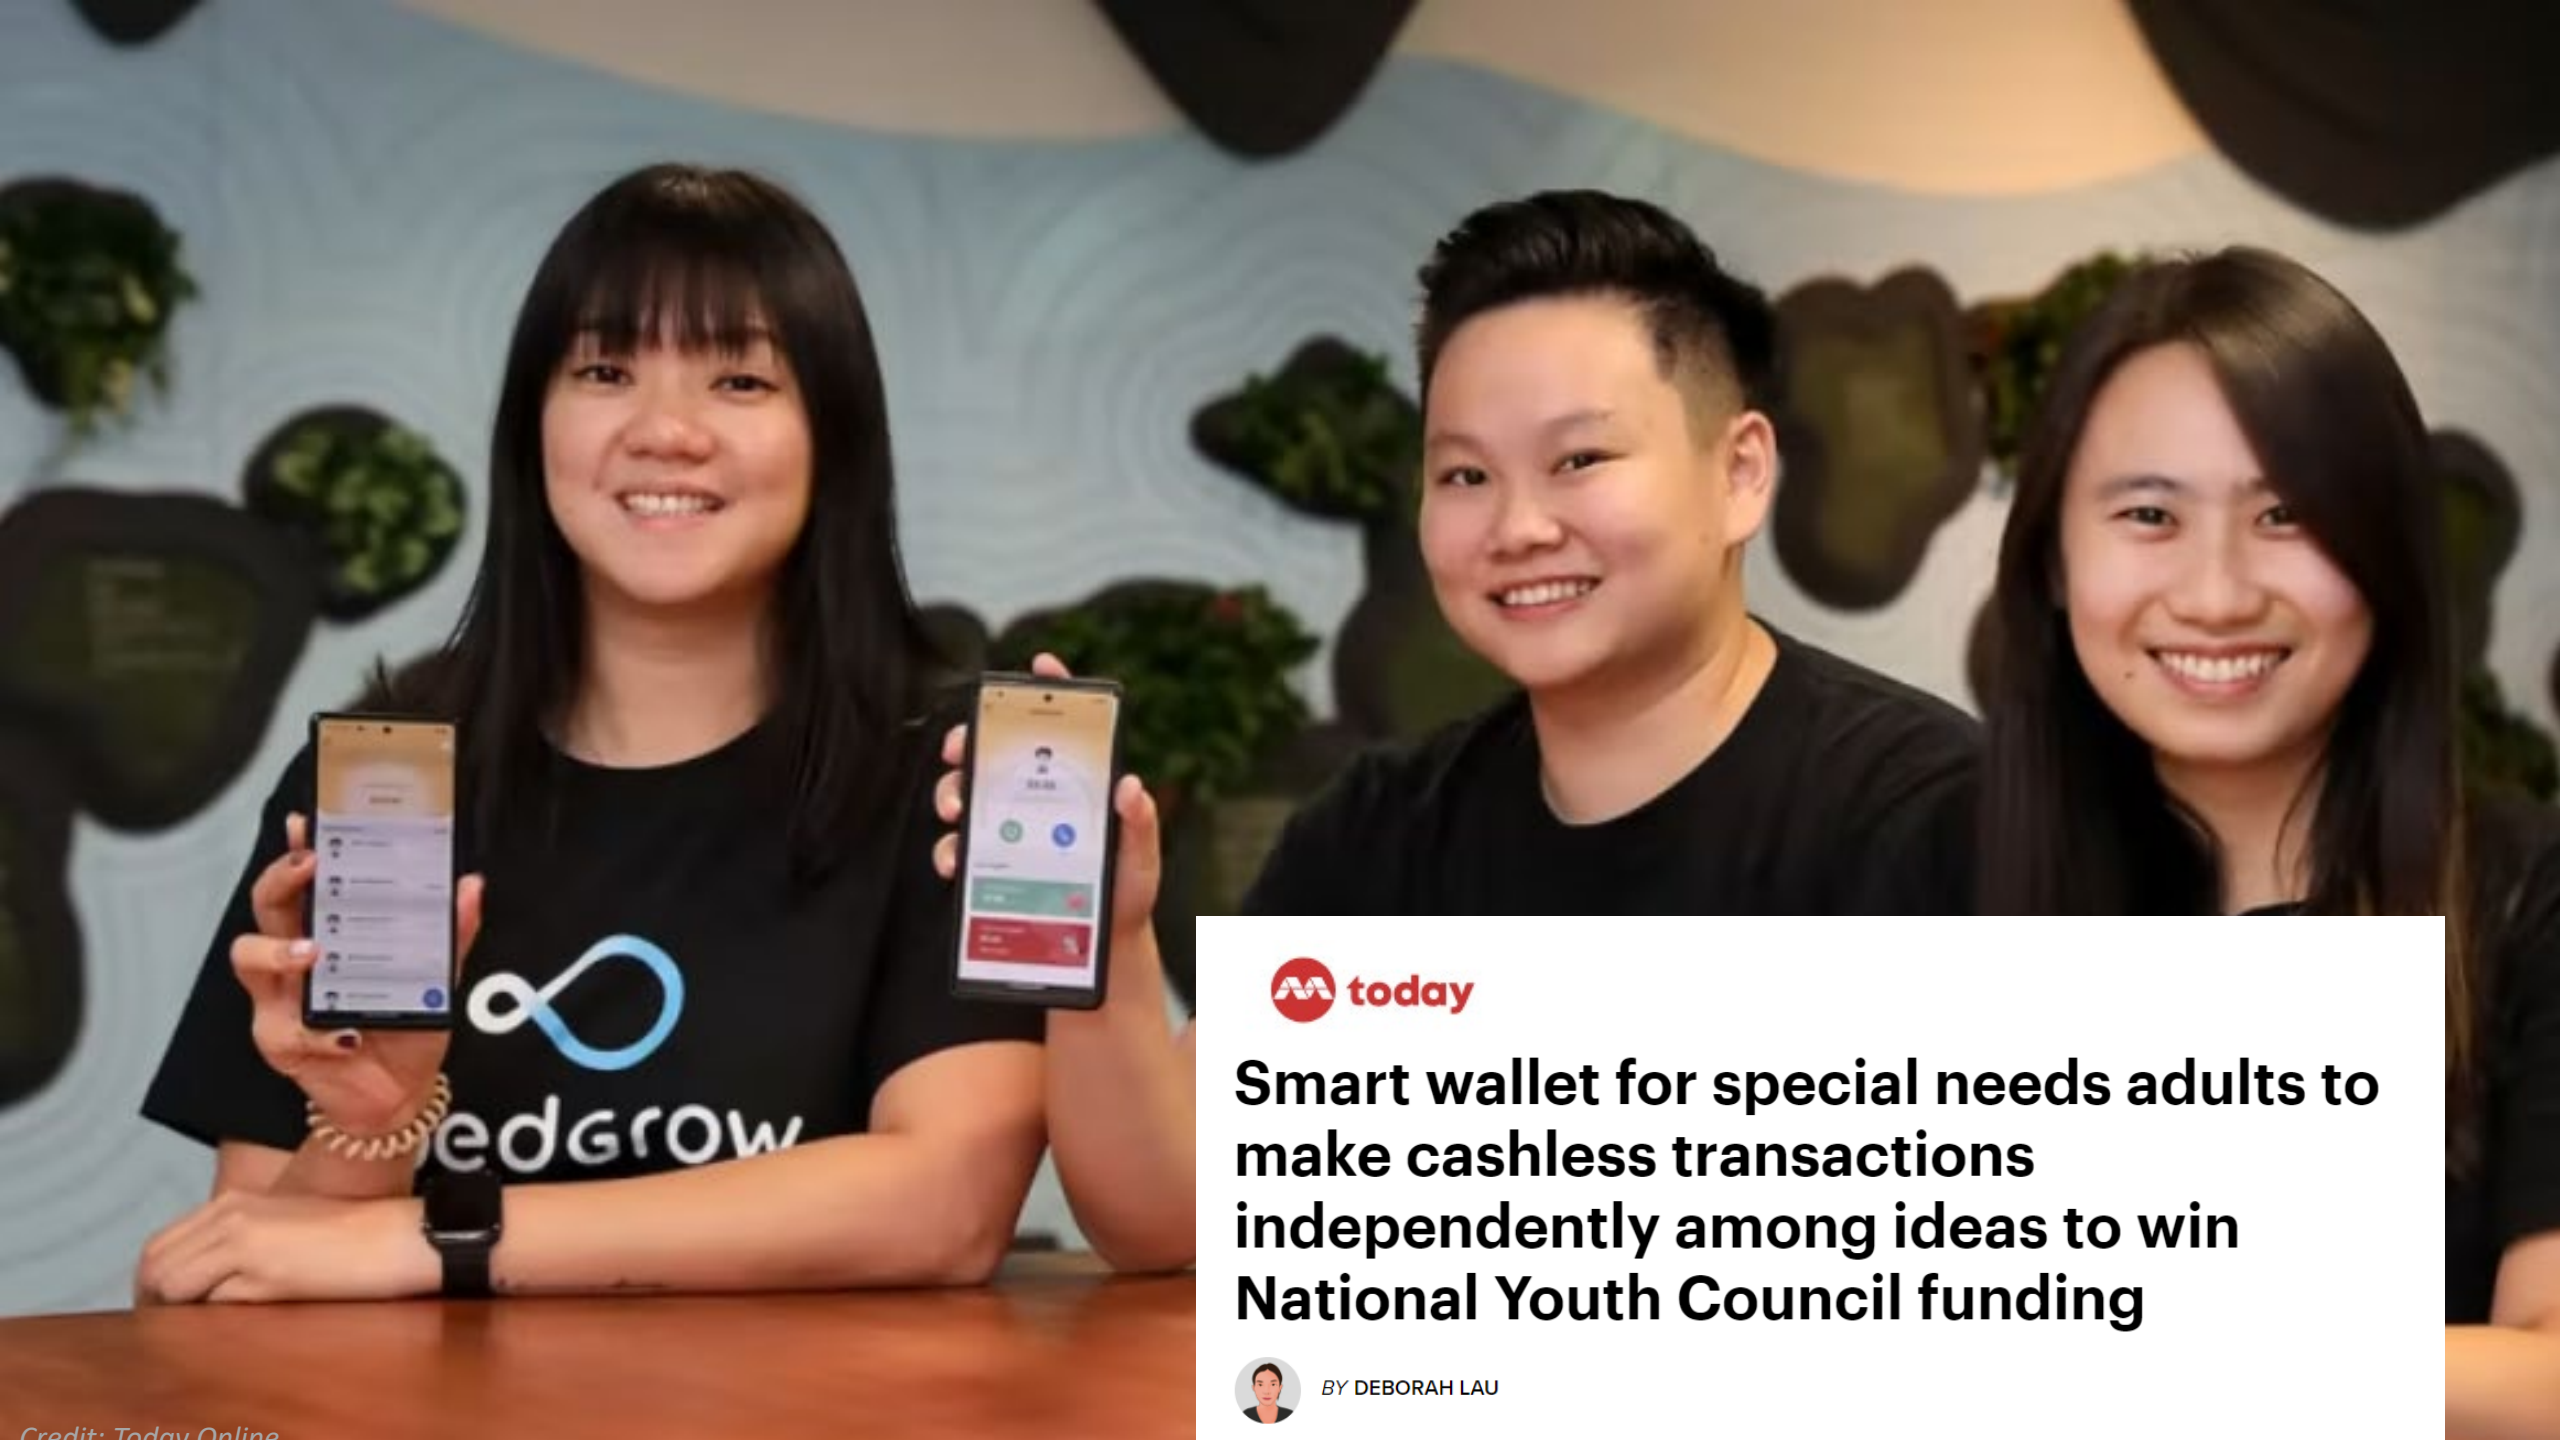 edGrow
today
Smart wallet for special needs adults to
make cashless transactions
independently among ideas to win
National Youth Council funding
BY DEBORAH LAU
Credit: Today Online